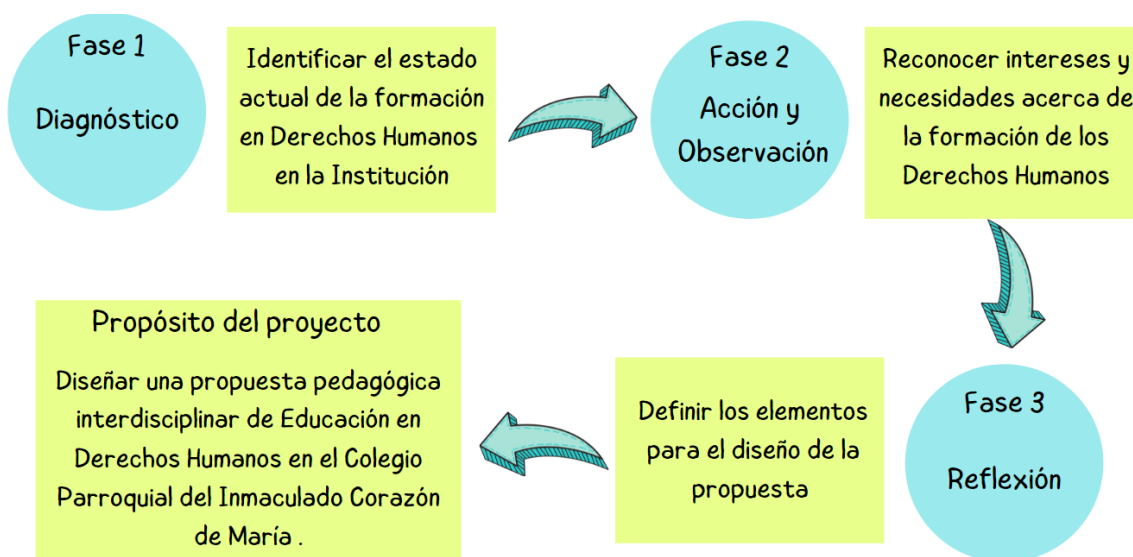 Fase 1
Diagnóstico
Identificar el estado
actual de la formación
en Derechos Humanos
en la Institución
Fase 2
Acción y
Observación
Reconocer intereses y
necesidades acerca de
la formación de los
Derechos Humanos
Fase 3
Reflexión
Definir los elementos
para el diseño de la
propuesta
Propósito del proyecto
Diseñar una propuesta pedagógica
interdisciplinar de Educación en
Derechos Humanos en el Colegio
Parroquial del Inmaculado Corazón
de María .